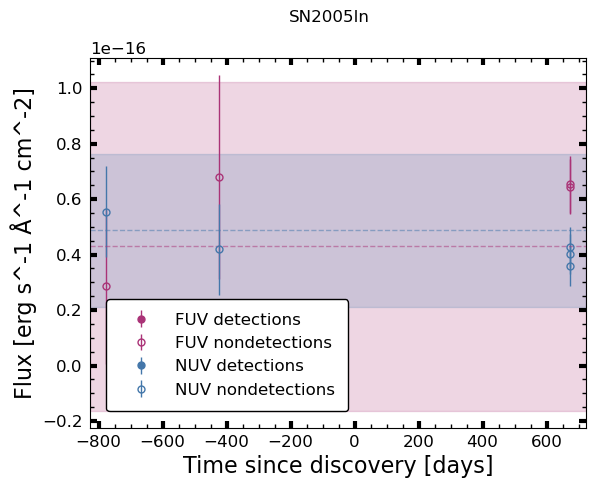 SN2005ln
1e−16
Flux [erg s^-1 Å^-1 cm^-2]
1.0
0.8
0.6
0.4
0.2
0.0
−0.2
FUV detections
FUV nondetections
NUV detections
NUV nondetections
−800 −600 −400 −200 0 200 400 600
Time since discovery [days]